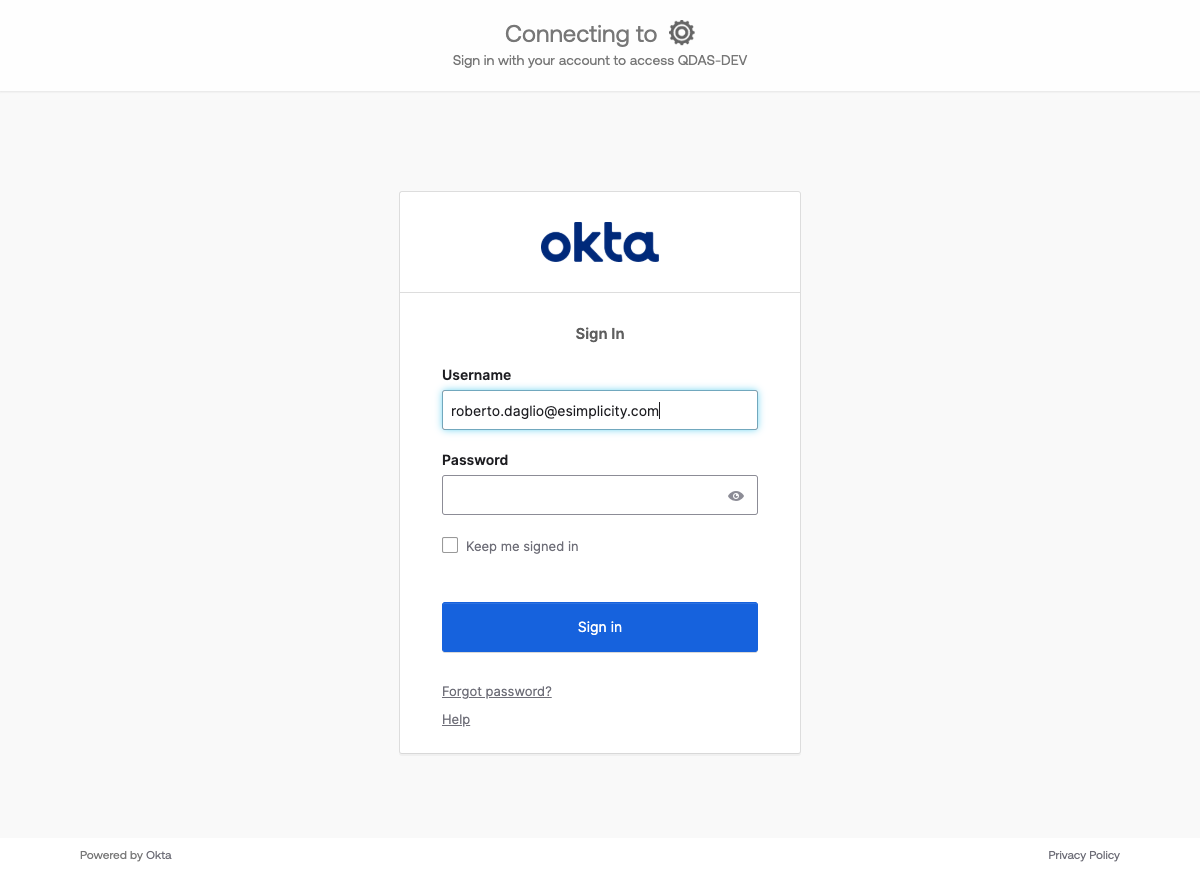 Connecting to
Sign in with your account to access QDAS-DEV
okta
Sign In
Username
roberto.daglio@esimplicity.com
Password
Keep me signed in
Sign in
Forgot password?
Help
Powered by Okta
Privacy Policy